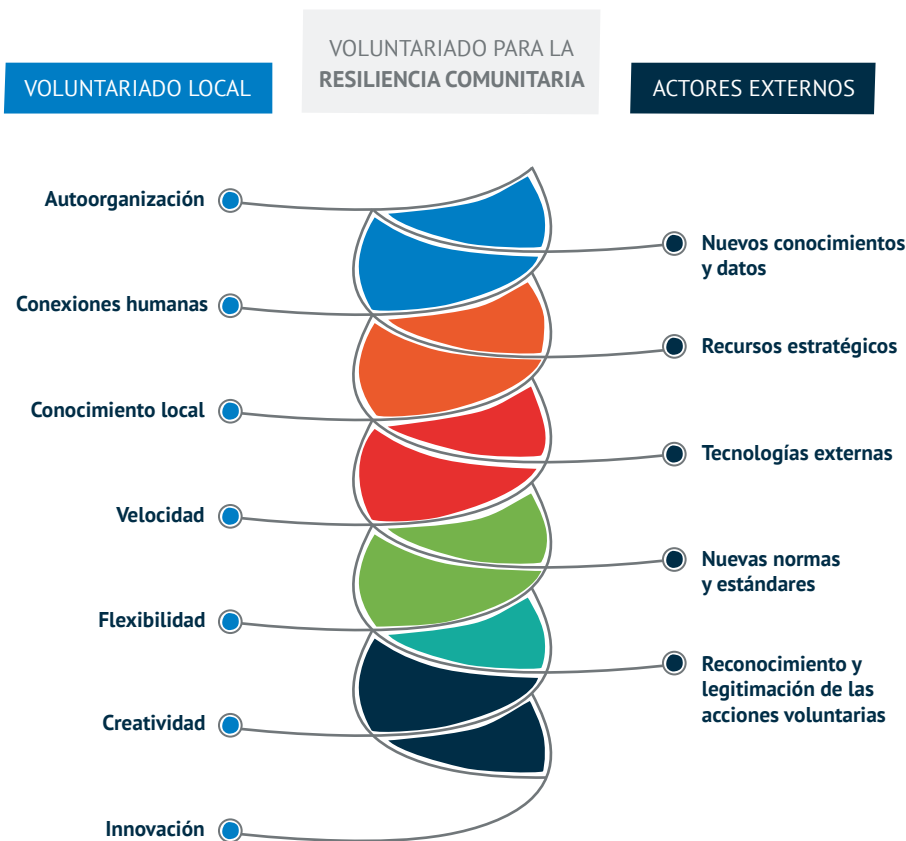 VOLUNTARIADO PARA LA
RESILIENCIA COMUNITARIA
VOLUNTARIADO LOCAL
ACTORES EXTERNOS
Autoorganización
Conexiones humanas
Conocimiento local
Velocidad
Flexibilidad
Creatividad
Innovación
Nuevos conocimientos
y datos
Recursos estratégicos
Tecnologías externas
Nuevas normas
y estándares
Reconocimiento y
legitimación de las
acciones voluntarias